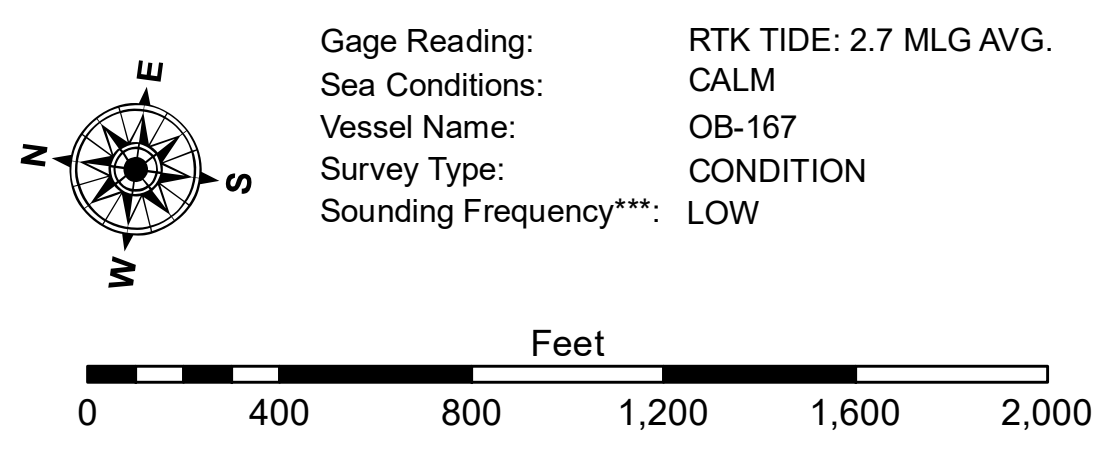 E
N
S
W
Gage Reading: RTK TIDE: 2.7 MLG AVG.
Sea Conditions: CALM
Vessel Name: OB-167
Survey Type: CONDITION
Sounding Frequency***: LOW
Feet
0 400 800 1,200 1,600 2,000